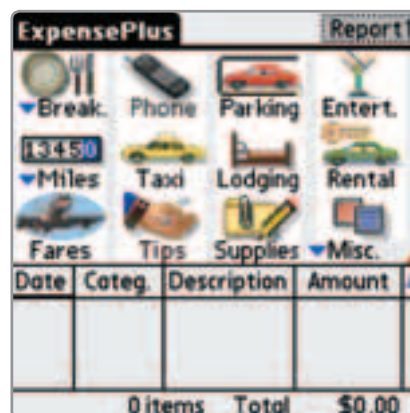 ExpensePlus Report1
Break. Phone Parking Entert.
13450
Miles Taxi Lodging Rental
Fares Tips Supplies Misc.
Date Categ. Description Amount
0 items Total $0.00